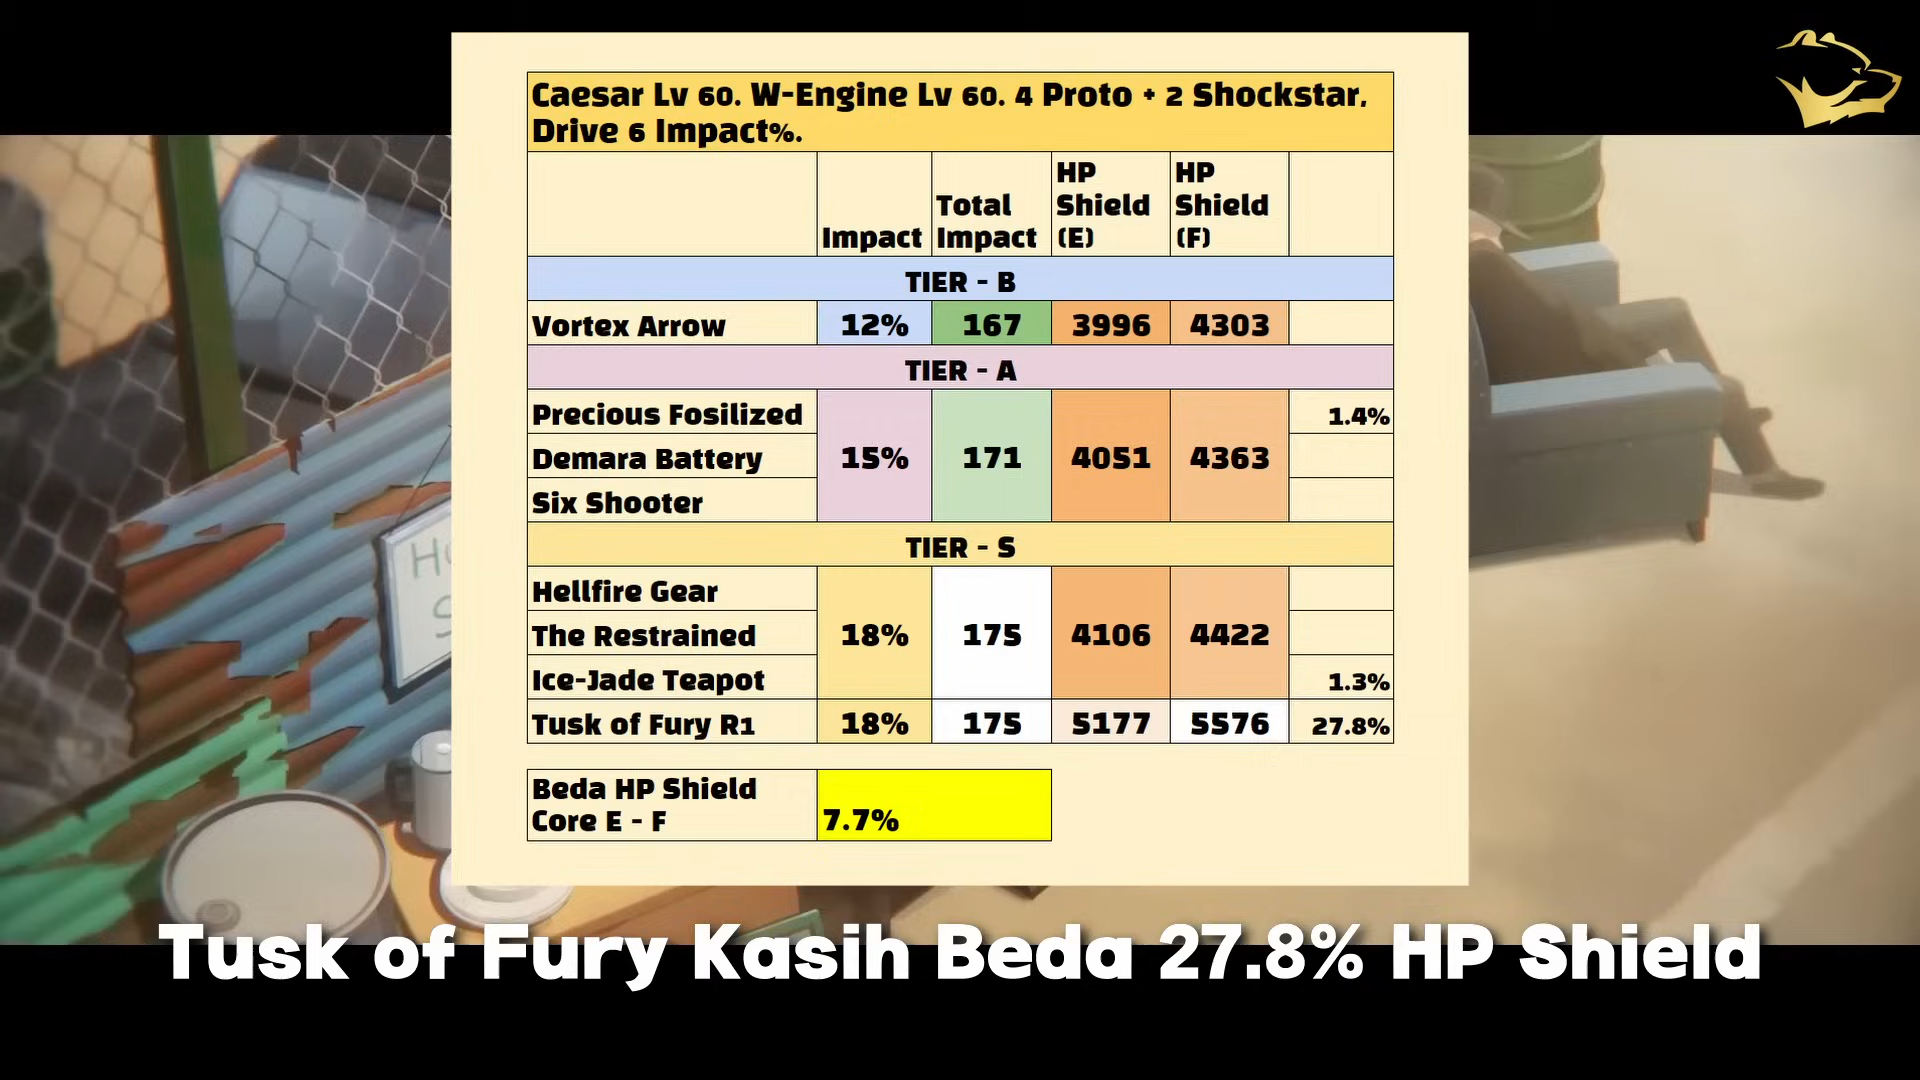 Caesar Lv 60. W-Engine Lv 60. 4 Proto + 2 Shockstar,
Drive 6 Impact%.
Impact
Total
Impact
HP
Shield
(E)
HP
Shield
(F)
TIER - B
Vortex Arrow 12% 167 3996 4303
TIER - A
Precious Fosilized 1.4%
Demara Battery 15% 171 4051 4363
Six Shooter
TIER - S
Hellfire Gear
The Restrained 18% 175 4106 4422
Ice-Jade Teapot 1.3%
Tusk of Fury R1 18% 175 5177 5576 27.8%
Beda HP Shield
Core E - F 7.7%
Tusk of Fury Kasih Beda 27.8% HP Shield